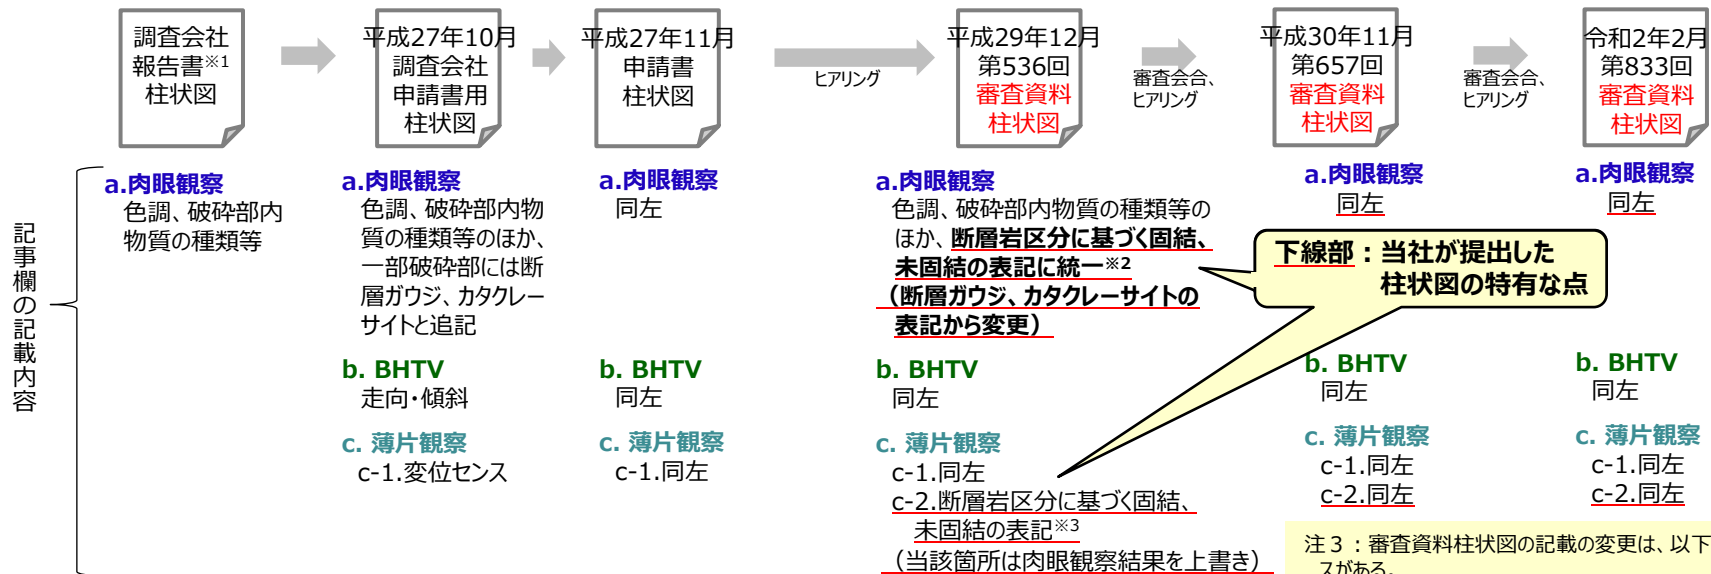 調査会社
報告書※1
柱状図
平成27年10月
調査会社
申請書用
柱状図
平成27年11月
申請書
柱状図
ヒアリング
平成29年12月
第536回
審査資料
柱状図
審査会合、
ヒアリング
平成30年11月
第657回
審査資料
柱状図
審査会合、
ヒアリング
令和2年2月
第833回
審査資料
柱状図
記事欄の記載内容
a.肉眼観察
色調、破砕部内
物質の種類等
a.肉眼観察
色調、破砕部内物
質の種類等のほか、
一部破砕部には断
層ガウジ、カタクレー
サイトと追記
b. BHTV
走向・傾斜
c. 薄片観察
c-1.変位センス
a.肉眼観察
同左
b. BHTV
同左
c. 薄片観察
c-1.同左
a.肉眼観察
色調、破砕部内物質の種類等の
ほか、断層岩区分に基づく固結、
未固結の表記に統一※2
（断層ガウジ、カタクレーサイトの
表記から変更）
b. BHTV
同左
c. 薄片観察
c-1.同左
c-2.断層岩区分に基づく固結、
未固結の表記※3
（当該箇所は肉眼観察結果を上書き）
下線部：当社が提出した
柱状図の特有な点
a.肉眼観察
同左
b. BHTV
同左
c. 薄片観察
c-1.同左
c-2.同左
a.肉眼観察
同左
b. BHTV
同左
c. 薄片観察
c-1.同左
c-2.同左
注３：審査資料柱状図の記載の変更は、以下
スがある。